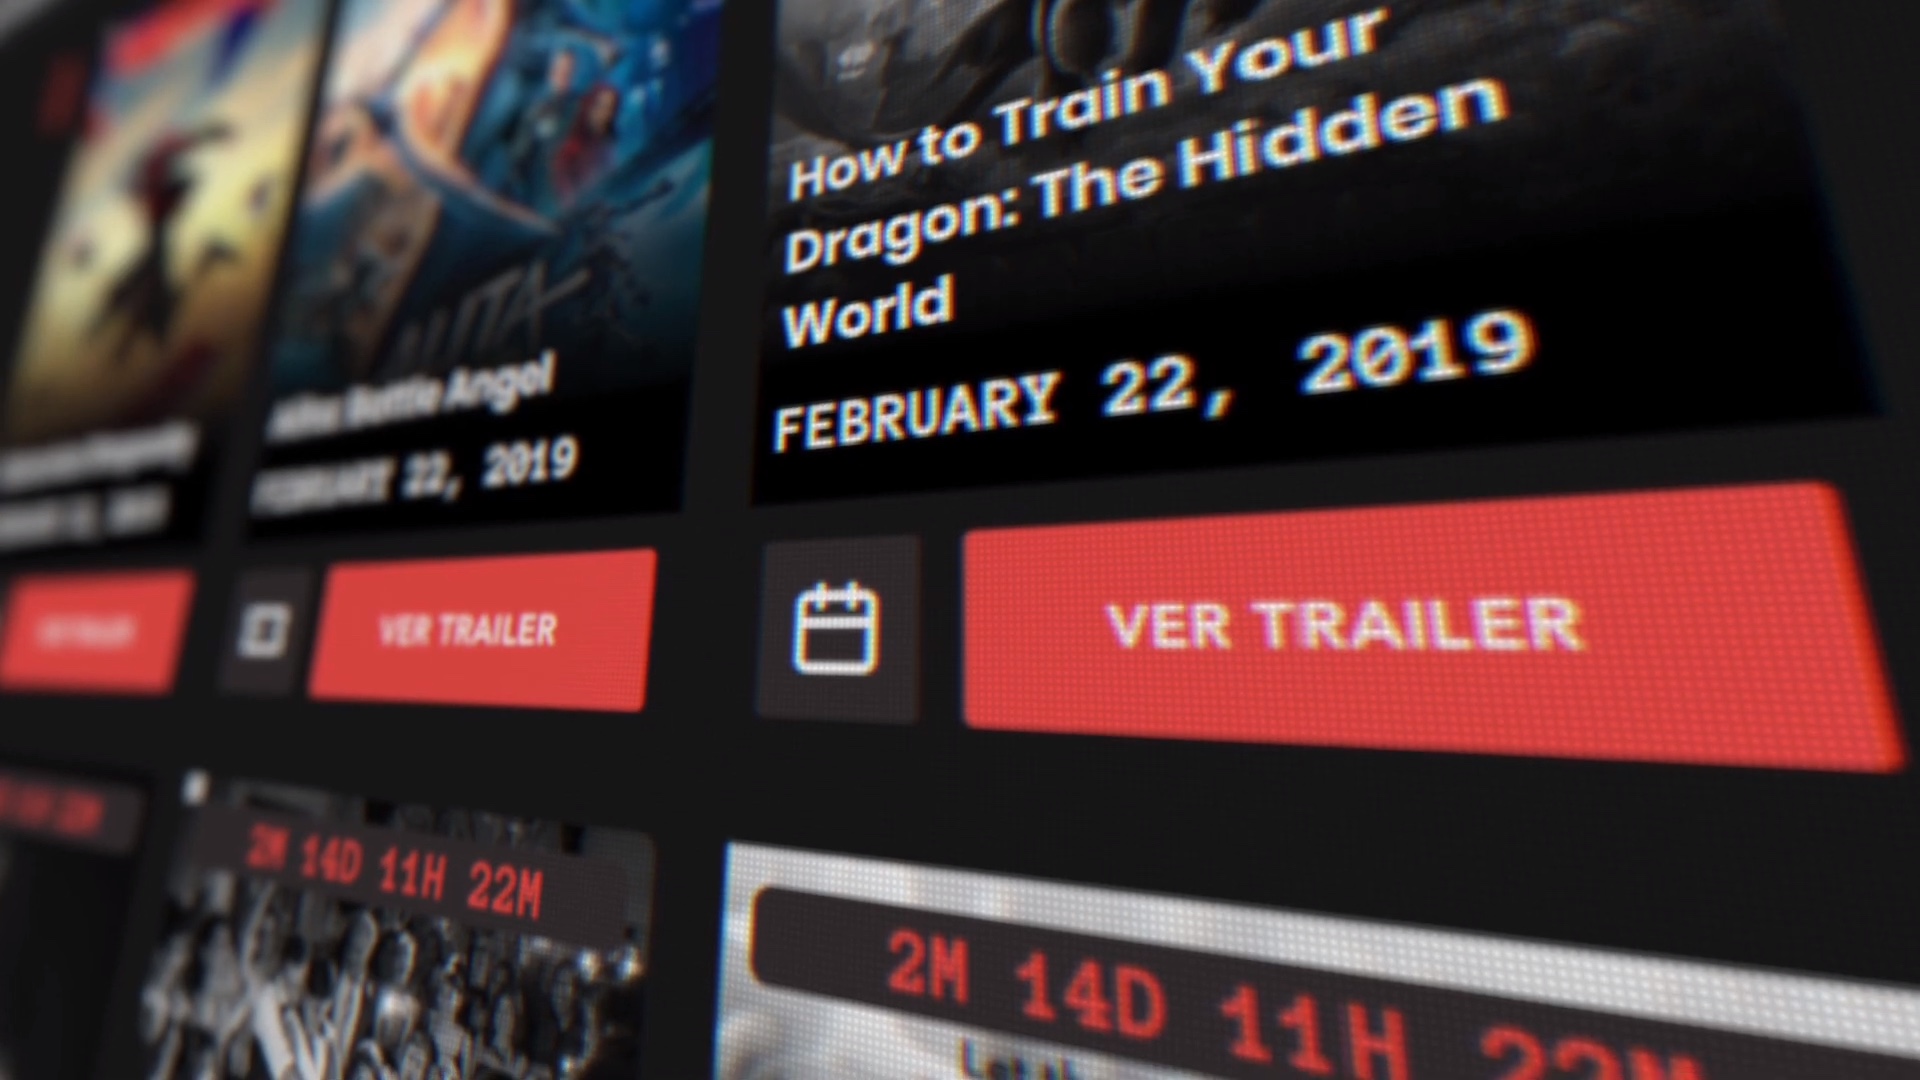 How to Train Your
Dragon: The Hidden
World
FEBRUARY 22, 2019
VER TRAILER
ALITA
Battle Angel
FEBRUARY 22, 2019
VER TRAILER
2M 14D 11H 22M
2M 14D 11H 22M